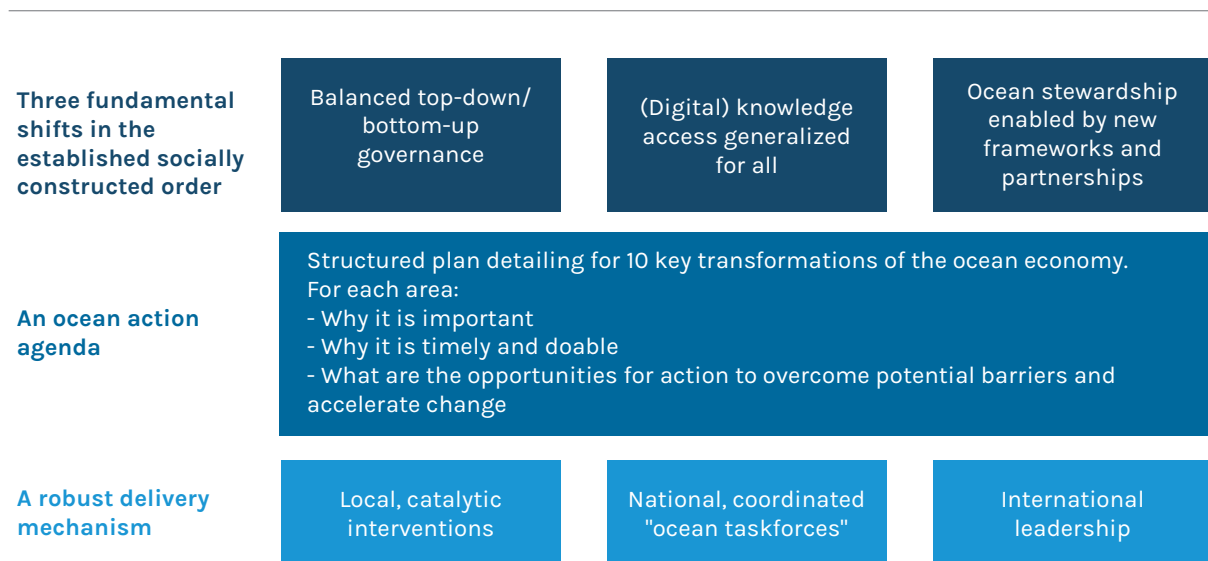 Three fundamental
shifts in the
established socially
constructed order
Balanced top-down/
bottom-up
governance
(Digital) knowledge
access generalized
for all
Ocean stewardship
enabled by new
frameworks and
partnerships
An ocean action
agenda
Structured plan detailing for 10 key transformations of the ocean economy.
For each area:
- Why it is important
- Why it is timely and doable
- What are the opportunities for action to overcome potential barriers and
accelerate change
A robust delivery
mechanism
Local, catalytic
interventions
National, coordinated
"ocean taskforces"
International
leadership